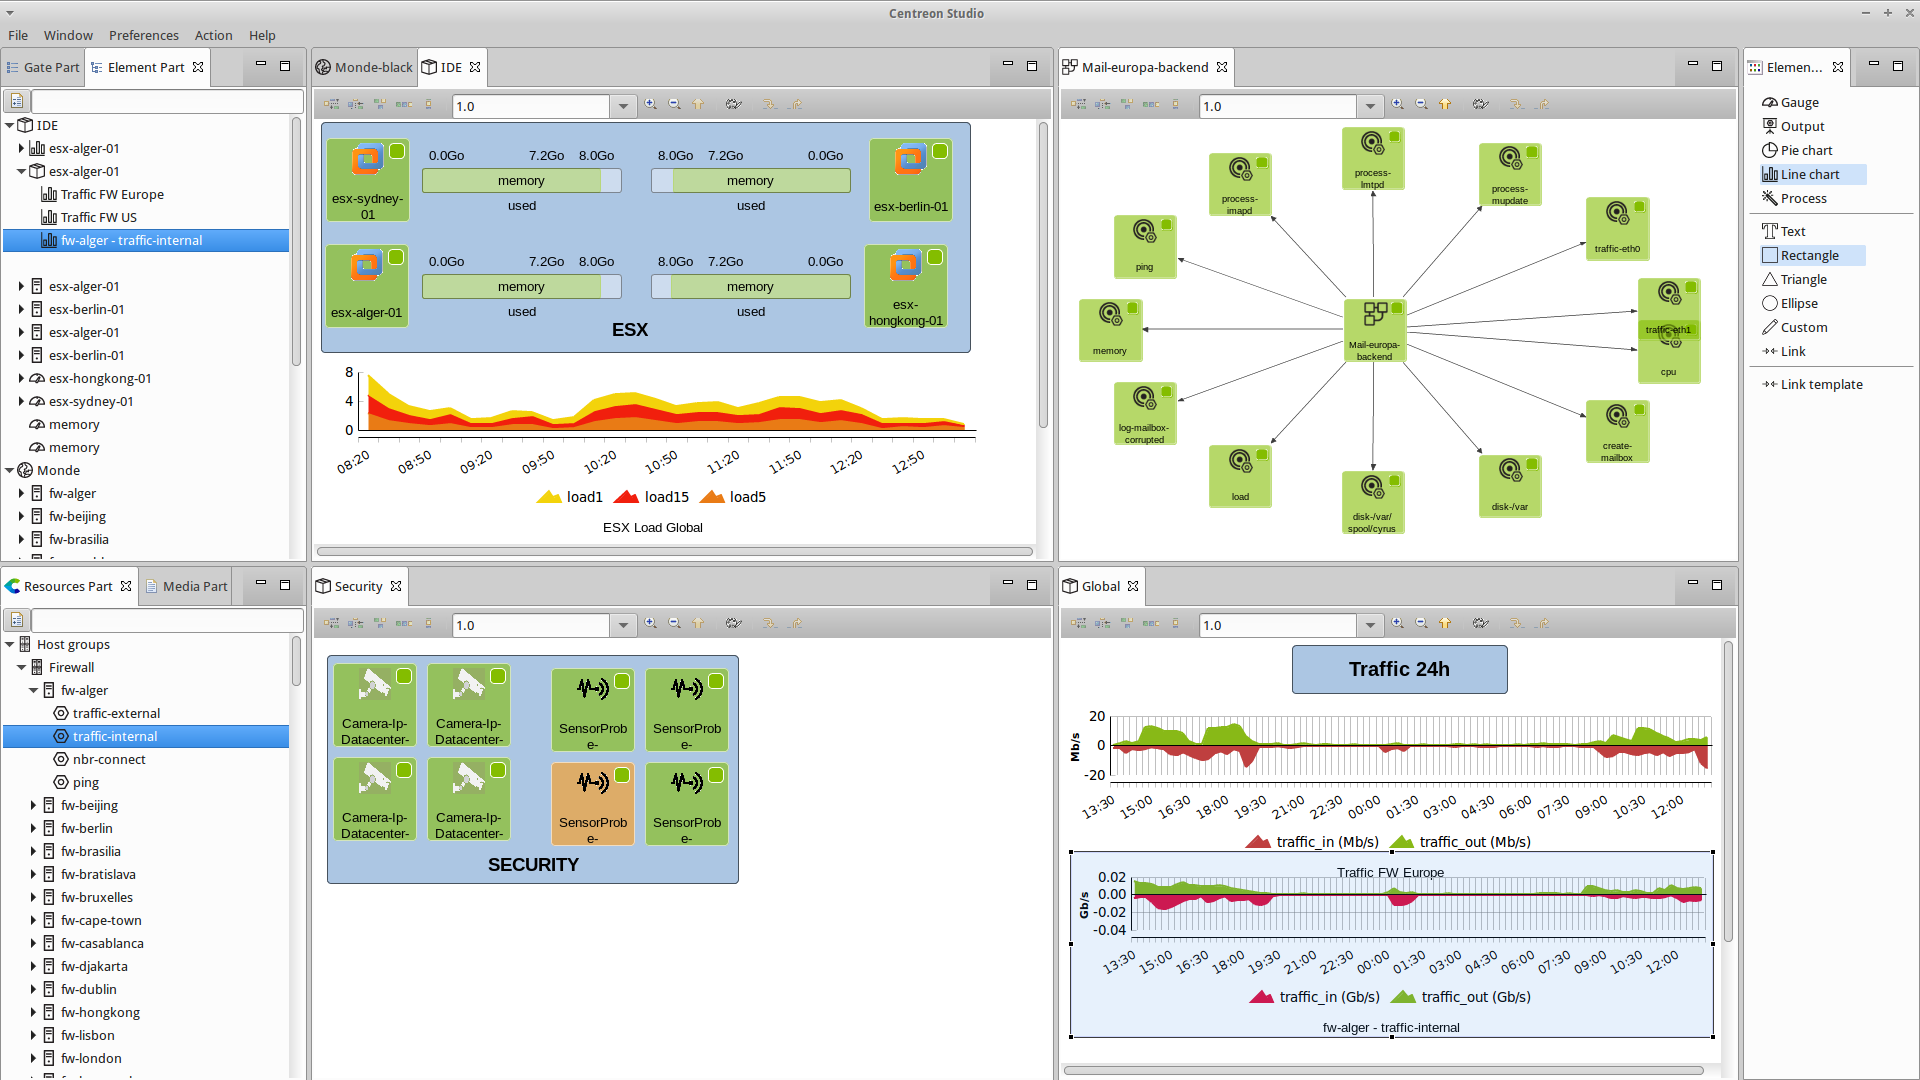 Centreon Studio
File Window Preferences Action Help
Gate Part
Element Part
IDE
esx-alger-01
esx-alger-01
Traffic FW Europe
Traffic FW US
fw-alger - traffic-internal
esx-alger-01
esx-berlin-01
esx-alger-01
esx-berlin-01
esx-hongkong-01
esx-sydney-01
memory
memory
Monde
fw-alger
fw-beijing
fw-brasilia
Monde-black
IDE
1.0
esx-sydney-
01
0.0Go 7.2Go 8.0Go
memory
used
8.0Go 7.2Go 0.0Go
memory
used
esx-berlin-01
esx-alger-01
0.0Go 7.2Go 8.0Go
memory
used
8.0Go 7.2Go 0.0Go
memory
used
esx-
hongkong-01
ESX
8
4
0
08:20 08:50 09:20 09:50 10:20 10:50 11:20 11:50 12:20 12:50
load1 load15 load5
ESX Load Global
Mail-europa-backend
1.0
process-
lmtpd
process-
imapd
process-
mupdate
ping
traffic-eth0
memory
Mail-europa-
backend
traffic-eth1
cpu
log-mailbox-
corrupted
create-
mailbox
load
disk-/var/
spool/cyrus
disk-/var
Elemen...
Gauge
Output
Pie chart
Line chart
Process
Text
Rectangle
Triangle
Ellipse
Custom
Link
Link template
Resources Part
Media Part
Host groups
Firewall
fw-alger
traffic-external
traffic-internal
nbr-connect
ping
fw-beijing
fw-berlin
fw-brasilia
fw-bratislava
fw-bruxelles
fw-cape-town
fw-casablanca
fw-djakarta
fw-dublin
fw-hongkong
fw-lisbon
fw-london
Security
1.0
Camera-Ip-
Datacenter-
Camera-Ip-
Datacenter-
SensorProb
e-
SensorProb
e-
Camera-Ip-
Datacenter-
Camera-Ip-
Datacenter-
SensorProb
e-
SensorProb
e-
SECURITY
Global
1.0
Traffic 24h
Mb/s
20
0
-20
13:30 15:00 16:30 18:00 19:30 21:00 22:30 00:00 01:30 03:00 04:30 06:00 07:30 09:00 10:30 12:00
traffic_in (Mb/s) traffic_out (Mb/s)
Traffic FW Europe
Gb/s
0.02
0.00
-0.02
-0.04
13:30 15:00 16:30 18:00 19:30 21:00 22:30 00:00 01:30 03:00 04:30 06:00 07:30 09:00 10:30 12:00
traffic_in (Gb/s) traffic_out (Gb/s)
fw-alger - traffic-internal